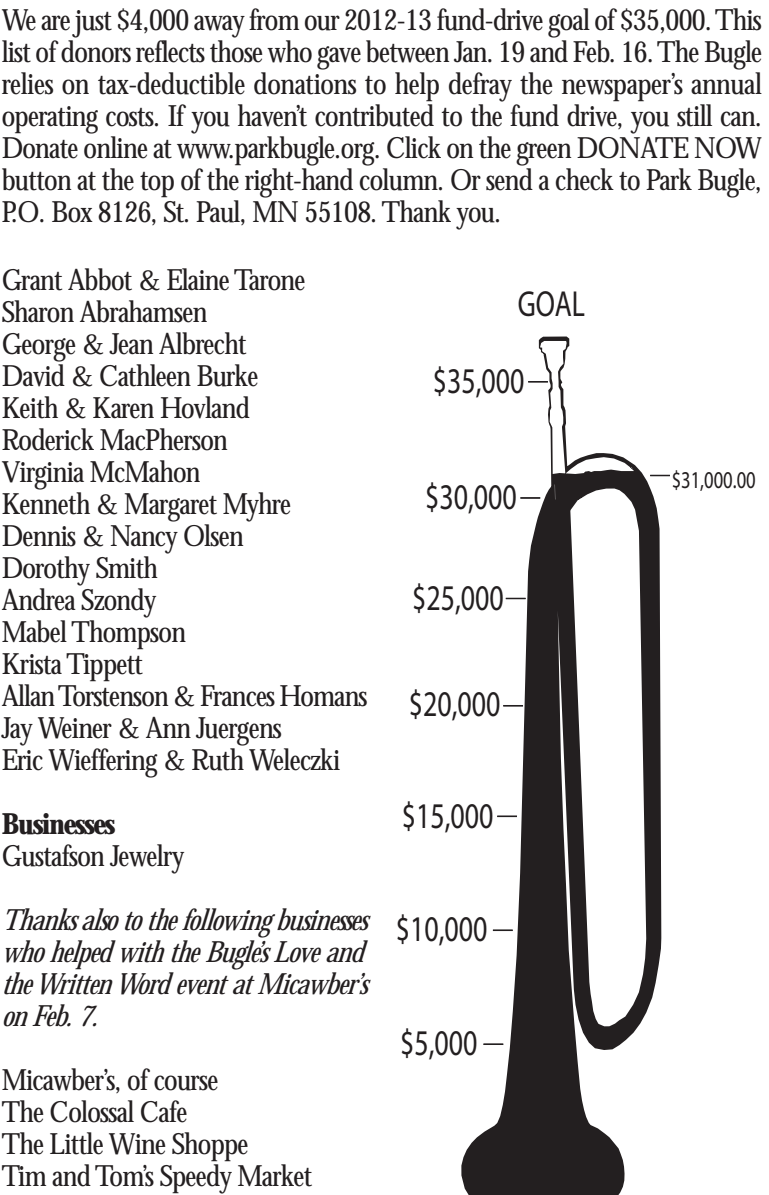 We are just $4,000 away from our 2012-13 fund-drive goal of $35,000. This
list of donors reflects those who gave between Jan. 19 and Feb. 16. The Bugle
relies on tax-deductible donations to help defray the newspaper's annual
operating costs. If you haven't contributed to the fund drive, you still can.
Donate online at www.parkbugle.org. Click on the green DONATE NOW
button at the top of the right-hand column. Or send a check to Park Bugle,
P.O. Box 8126, St. Paul, MN 55108. Thank you.
Grant Abbot & Elaine Tarone
Sharon Abrahamsen
George & Jean Albrecht
David & Cathleen Burke
Keith & Karen Hovland
Roderick MacPherson
Virginia McMahon
Kenneth & Margaret Myhre
Dennis & Nancy Olsen
Dorothy Smith
Andrea Szondy
Mabel Thompson
Krista Tippett
Allan Torstenson & Frances Homans
Jay Weiner & Ann Juergens
Eric Wieffering & Ruth Weleczki
Businesses
Gustafson Jewelry
Thanks also to the following businesses
who helped with the Bugle's Love and
the Written Word event at Micawber's
on Feb. 7.
Micawber's, of course
The Colossal Cafe
The Little Wine Shoppe
Tim and Tom's Speedy Market
GOAL
$35,000
$31,000.00
$30,000
$25,000
$20,000
$15,000
$10,000
$5,000